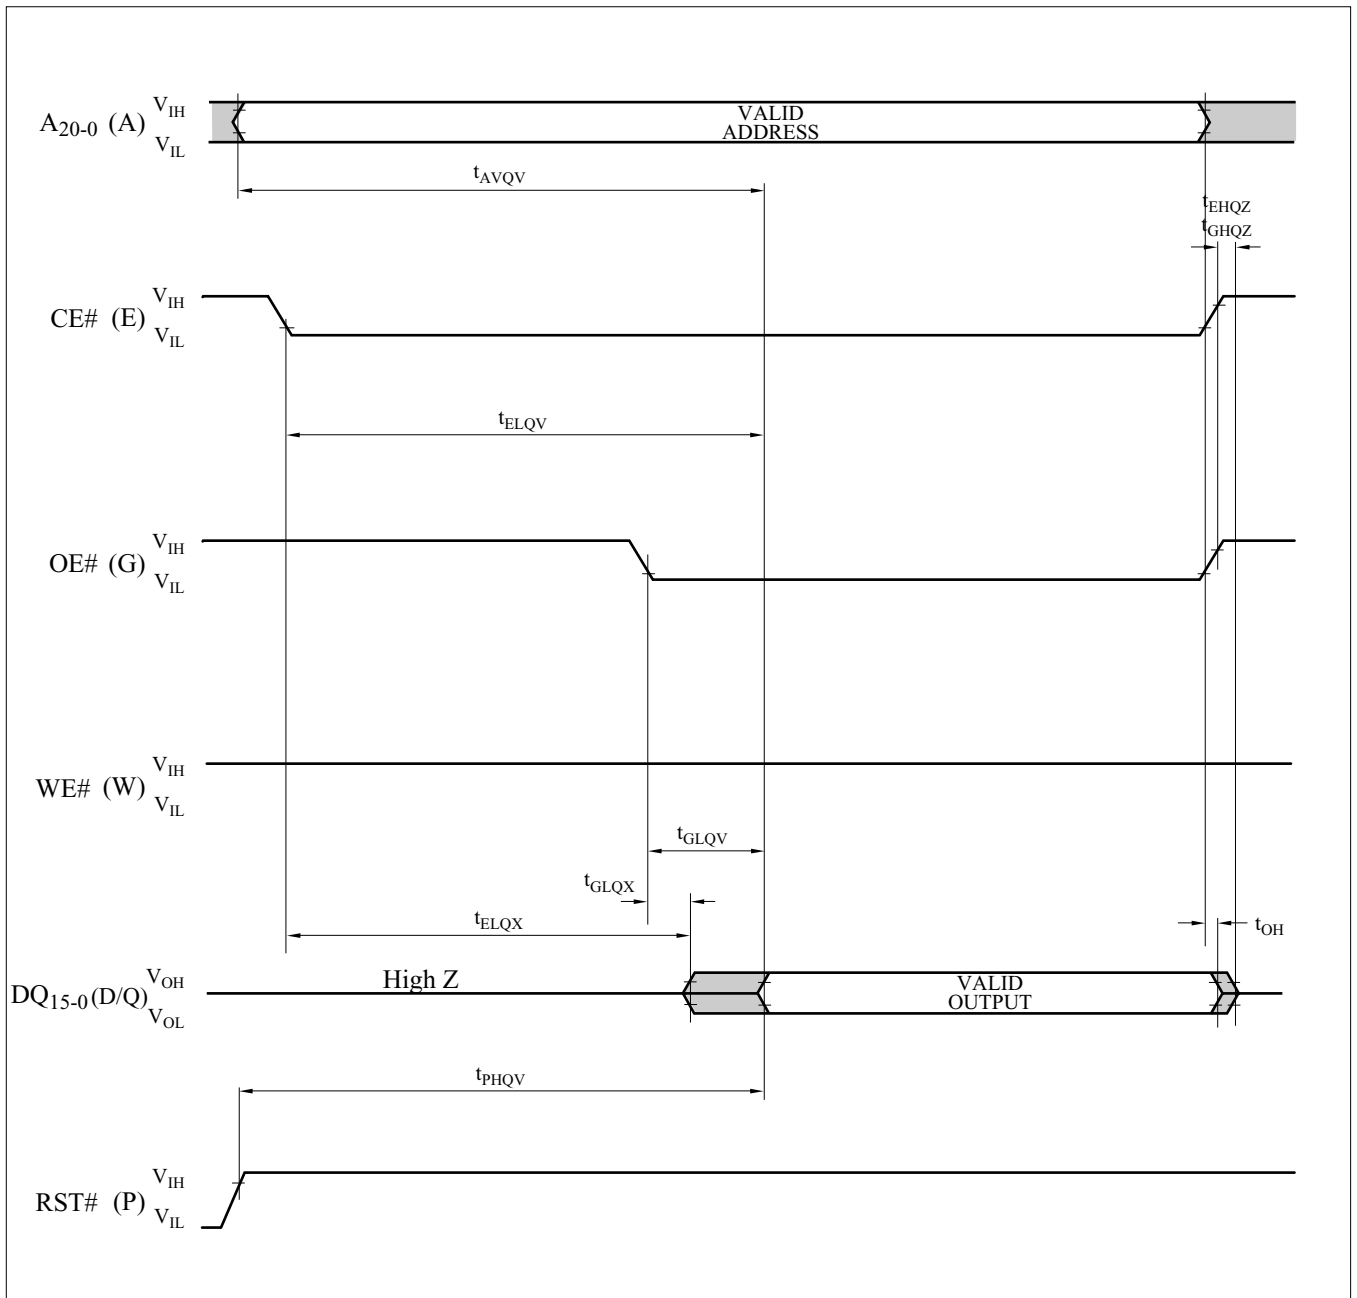 A20-0 (A)
VIH
VIL
VALID
ADDRESS
tAVQV
tEHQZ
tGHQZ
CE# (E)
VIH
VIL
tELQV
OE# (G)
VIH
VIL
WE# (W)
VIH
VIL
tGLQV
tGLQX
tELQX
tOH
DQ15-0 (D/Q)
VOH
VOL
High Z
VALID
OUTPUT
tPHQV
RST# (P)
VIH
VIL